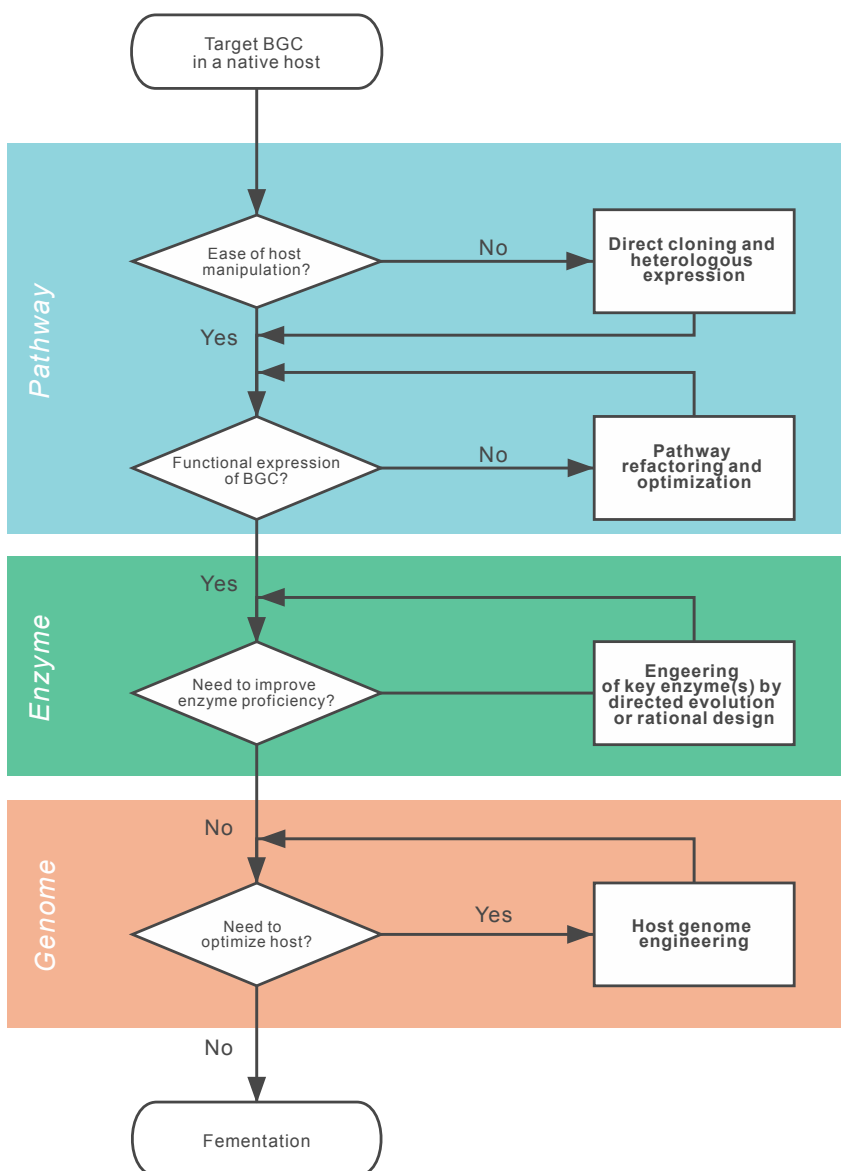 Target BGC
in a native host
Pathway
Ease of host
manipulation?
No
Direct cloning and
heterologous
expression
Yes
Functional expression
of BGC?
No
Pathway
refactoring and
optimization
Enzyme
Yes
Need to improve
enzyme proficiency?
Engeering
of key enzyme(s) by
directed evolution
or rational design
Genome
No
Need to
optimize host?
Yes
Host genome
engineering
No
Fementation